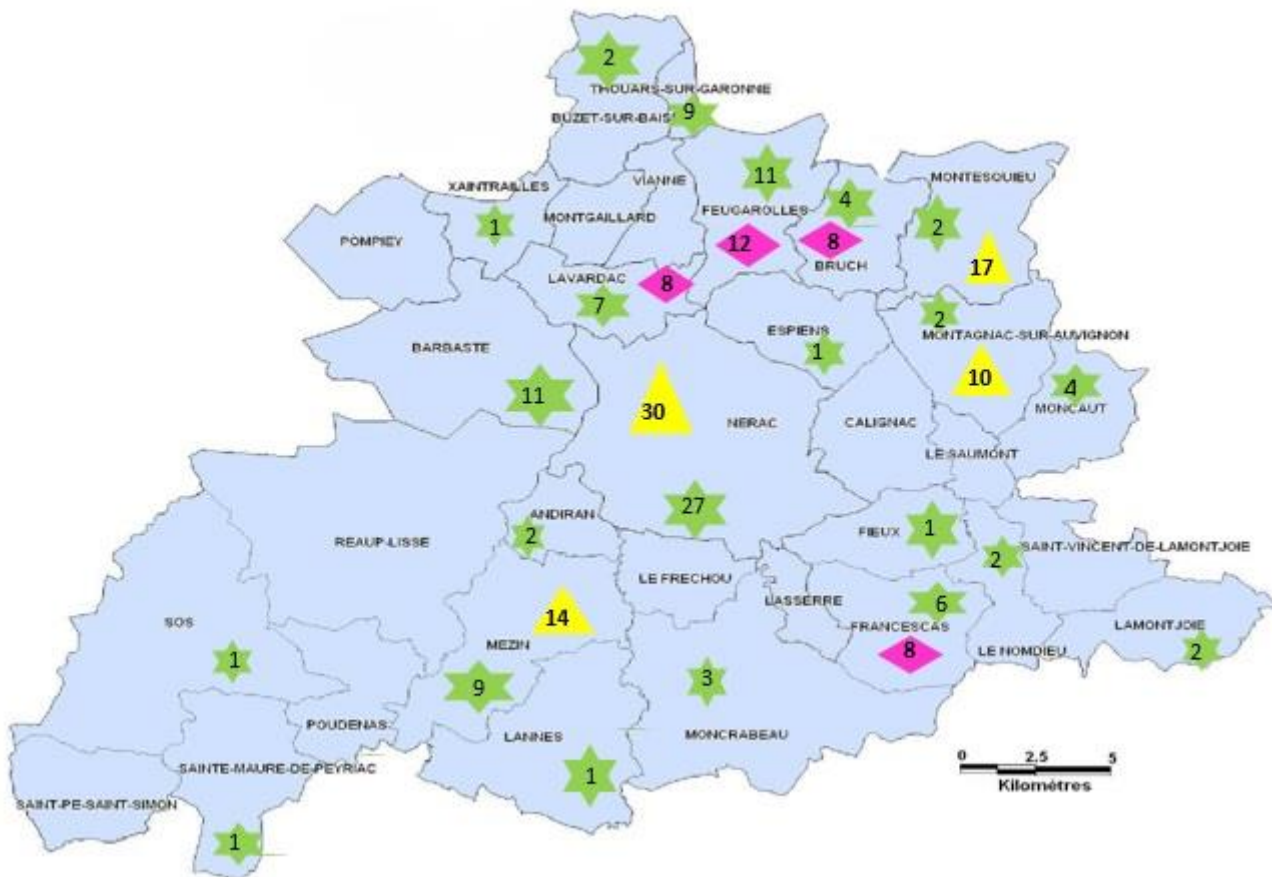 2
THOUARS-SUR-GARONNE
BUZET-SUR-BAIS
9
VIANNE
11
MONTESQUIEU
XAINTRAILLES
4
MONTGAILLARD
FEUGAROLLES
2
1
POMPIEY
12
8
BRUCH
17
LAVARDAC
8
7
2
ESPIENS
MONTAGNAC-SUR-AUVIGNON
BARBASTE
1
10
4
11
30
MONCAUT
NERAC
CALIGNAC
LE SAUMONT
27
ANDIRAN
1
2
FIEUX
REAUP-LISSE
SAINT-VINCENT-DE-LAMONTJOIE
2
LE FRECHOU
LASSERRE
14
6
SOS
FRANCESCAS
LAMONTJOIE
MEZIN
8
LE NOMDIEU
2
1
9
3
POUDENAS
LANNES
MONCRABEAU
0 2,5 5
Kilométres
SAINTE-MAURE-DE-PEYRIAC
1
SAINT-PE-SAINT-SIMON
1